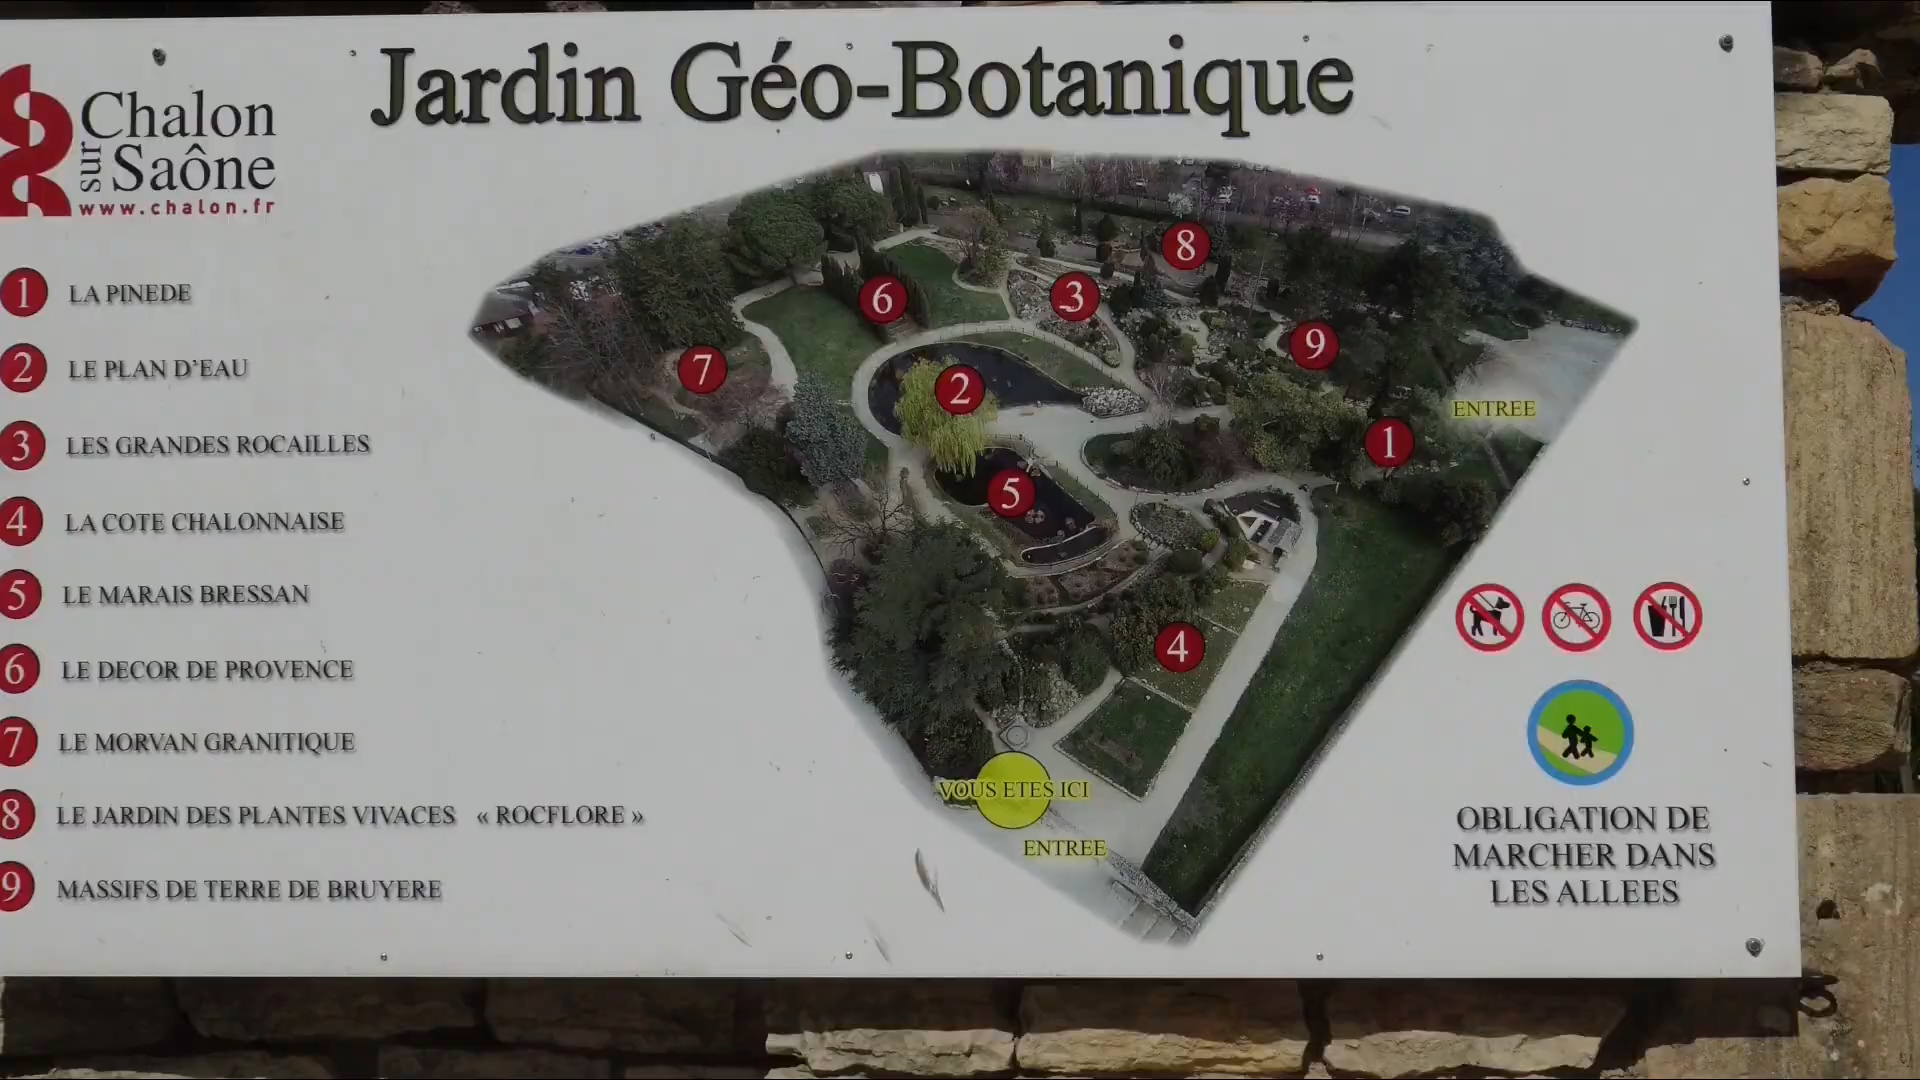 Jardin Géo-Botanique
Chalon
sur Saône
www.chalon.fr
1 LA PINEDE
2 LE PLAN D'EAU
3 LES GRANDES ROCAILLES
4 LA COTE CHALONNAISE
5 LE MARAIS BRESSAN
6 LE DECOR DE PROVENCE
7 LE MORVAN GRANITIQUE
8 LE JARDIN DES PLANTES VIVACES « ROCFLORE »
9 MASSIFS DE TERRE DE BRUYERE
8
6
3
9
7
2
ENTREE
1
5
4
VOUS ETES ICI
ENTREE
OBLIGATION DE
MARCHER DANS
LES ALLEES